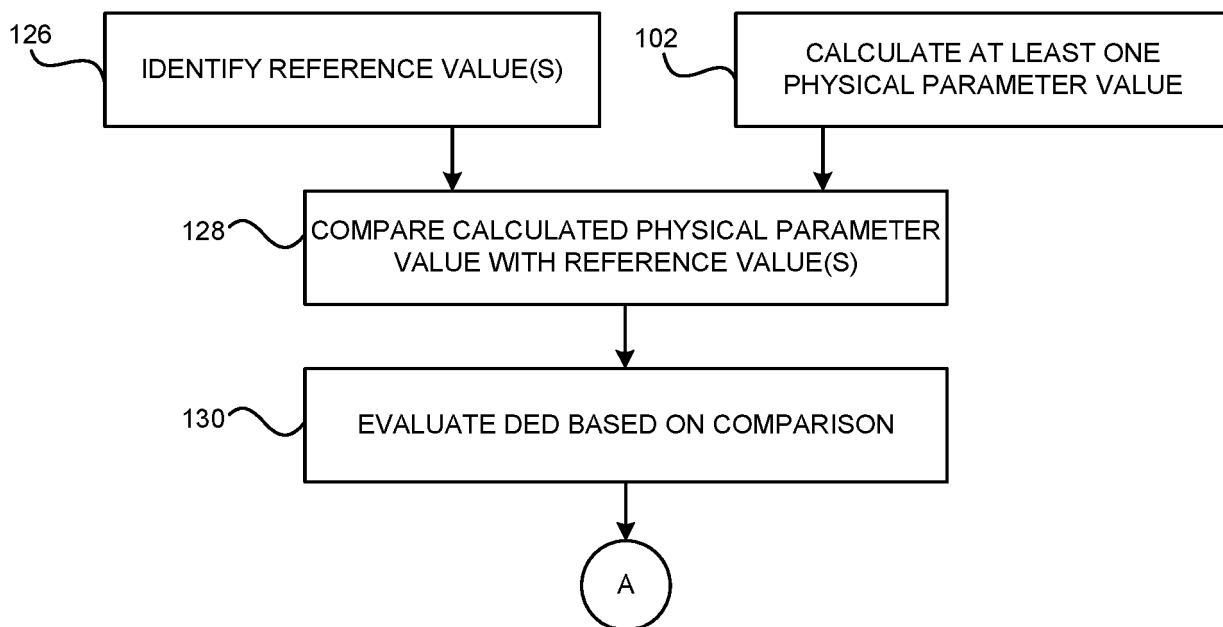 126
IDENTIFY REFERENCE VALUE(S)
102
CALCULATE AT LEAST ONE
PHYSICAL PARAMETER VALUE
128
COMPARE CALCULATED PHYSICAL PARAMETER
VALUE WITH REFERENCE VALUE(S)
130
EVALUATE DED BASED ON COMPARISON
A